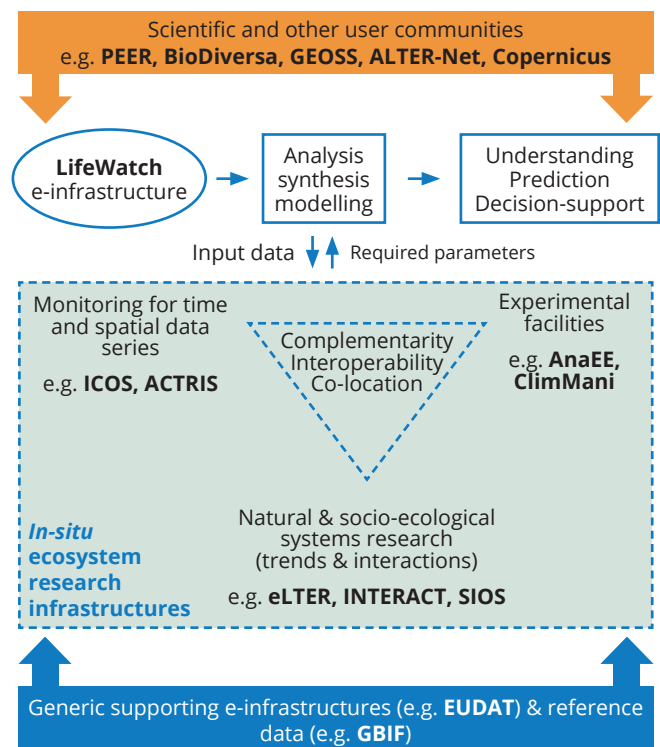 Scientific and other user communities
e.g. PEER, BioDiversa, GEOSS, ALTER-Net, Copernicus
LifeWatch
e-infrastructure
Analysis
synthesis
modelling
Understanding
Prediction
Decision-support
Input data
Required parameters
Monitoring for time
and spatial data
series
e.g. ICOS, ACTRIS
Complementarity
Interoperability
Co-location
Experimental
facilities
e.g. AnaEE,
ClimMani
In-situ
ecosystem
research
infrastructures
Natural & socio-ecological
systems research
(trends & interactions)
e.g. eLTER, INTERACT, SIOS
Generic supporting e-infrastructures (e.g. EUDAT) & reference
data (e.g. GBIF)